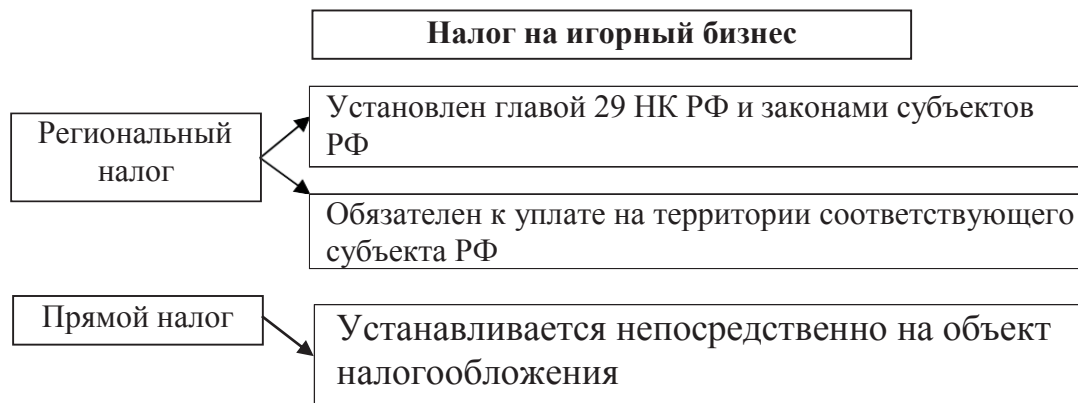 Налог на игорный бизнес
Региональный
налог
Установлен главой 29 НК РФ и законами субъектов
РФ
Обязателен к уплате на территории соответствующего
субъекта РФ
Прямой налог
Устанавливается непосредственно на объект
налогообложения